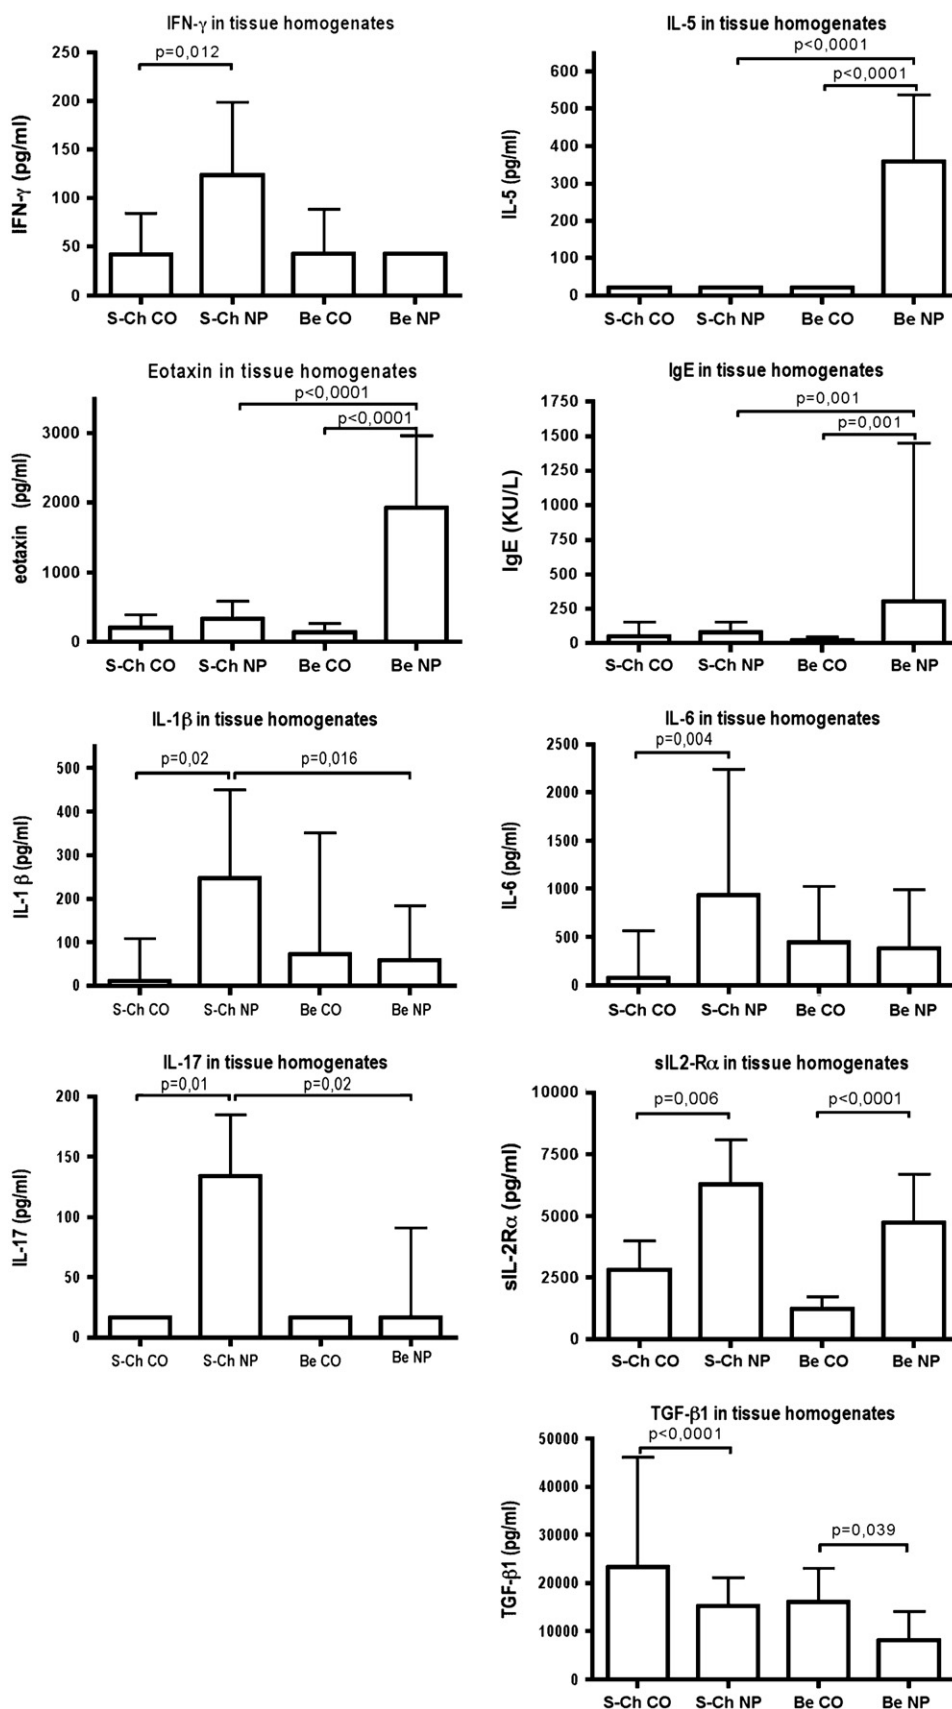 IFN-γ in tissue homogenates
p=0,012
IFN-γ (pg/ml)
250
200
150
100
50
0
S-Ch CO S-Ch NP Be CO Be NP
IL-5 in tissue homogenates
p<0,0001
p<0,0001
IL-5 (pg/ml)
600
500
400
300
200
100
0
S-Ch CO S-Ch NP Be CO Be NP
Eotaxin in tissue homogenates
p<0,0001
p<0,0001
eotaxin (pg/ml)
3000
2000
1000
0
S-Ch CO S-Ch NP Be CO Be NP
IgE in tissue homogenates
p=0,001
p=0,001
IgE (KU/L)
1750
1500
1250
1000
750
500
250
0
S-Ch CO S-Ch NP Be CO Be NP
IL-1β in tissue homogenates
p=0,02 p=0,016
IL-1 β (pg/ml)
500
400
300
200
100
0
S-Ch CO S-Ch NP Be CO Be NP
IL-6 in tissue homogenates
p=0,004
IL-6 (pg/ml)
2500
2000
1500
1000
500
0
S-Ch CO S-Ch NP Be CO Be NP
IL-17 in tissue homogenates
p=0,01 p=0,02
IL-17 (pg/ml)
200
150
100
50
0
S-Ch CO S-Ch NP Be CO Be NP
sIL2-Rα in tissue homogenates
p=0,006 p<0,0001
sIL-2Rα (pg/ml)
10000
7500
5000
2500
0
S-Ch CO S-Ch NP Be CO Be NP
TGF-β1 in tissue homogenates
p<0,0001
p=0,039
TGF-β1 (pg/ml)
50000
40000
30000
20000
10000
0
S-Ch CO S-Ch NP Be CO Be NP